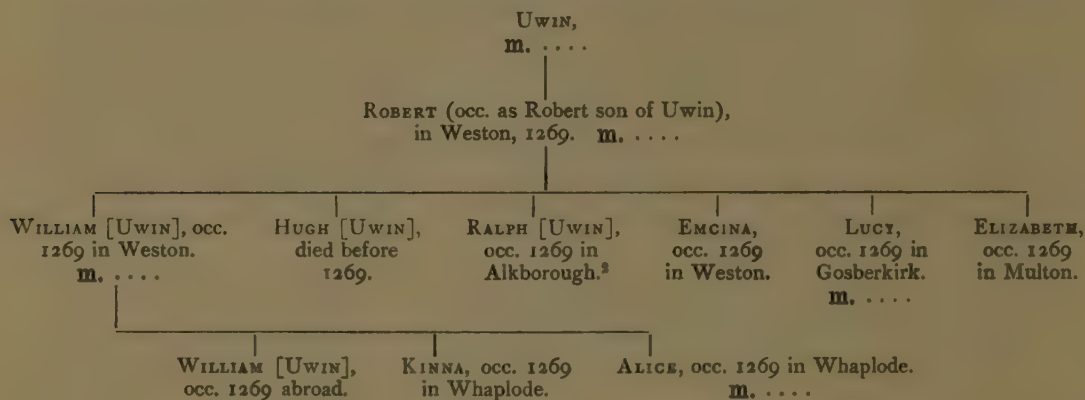 UWIN,
m. . . . .
ROBERT (occ. as Robert son of Uwin),
in Weston, 1269. m. . . . .
WILLIAM [UWIN], occ.
1269 in Weston.
m. . . . .
HUGH [UWIN],
died before
1269.
RALPH [UWIN],
occ. 1269 in
Alkborough.²
EMCINA,
occ. 1269
in Weston.
LUCY,
occ. 1269 in
Gosberkirk.
m. . . . .
ELIZABETH,
occ. 1269
in Multon.
WILLIAM [UWIN],
occ. 1269 abroad.
KINNA, occ. 1269
in Whaplode.
ALICE, occ. 1269 in Whaplode.
m. . . . .